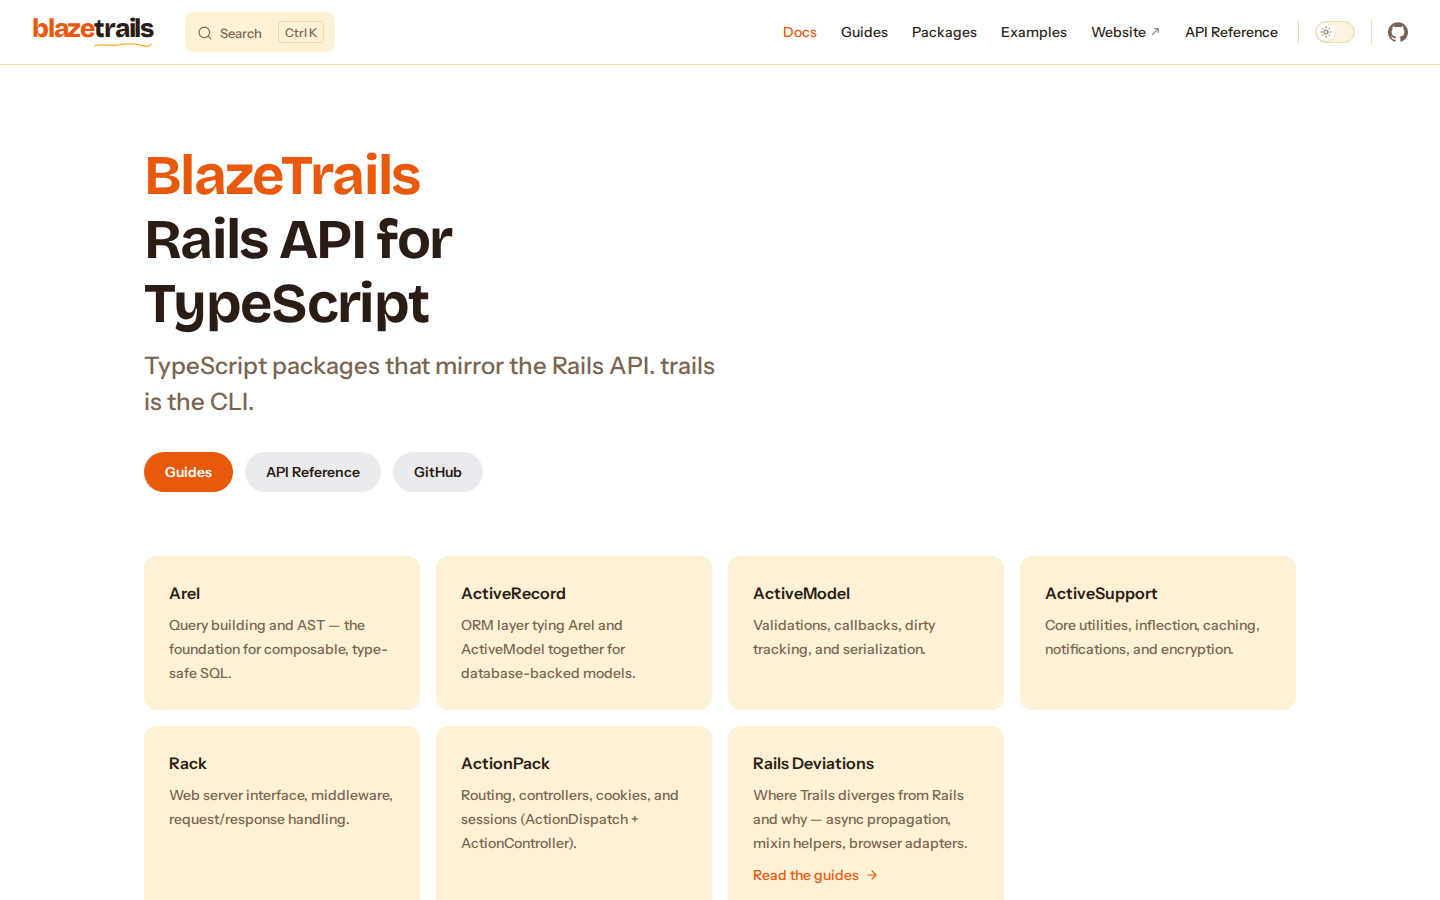 blazetrails
Search
Ctrl K
Docs
Guides
Packages
Examples
Website
API Reference
BlazeTrails
Rails API for
TypeScript
TypeScript packages that mirror the Rails API. trails
is the CLI.
Guides
API Reference
GitHub
Arel
Query building and AST — the
foundation for composable, type-
safe SQL.
ActiveRecord
ORM layer tying Arel and
ActiveModel together for
database-backed models.
ActiveModel
Validations, callbacks, dirty
tracking, and serialization.
ActiveSupport
Core utilities, inflection, caching,
notifications, and encryption.
Rack
Web server interface, middleware,
request/response handling.
ActionPack
Routing, controllers, cookies, and
sessions (ActionDispatch +
ActionController).
Rails Deviations
Where Trails diverges from Rails
and why — async propagation,
mixin helpers, browser adapters.
Read the guides